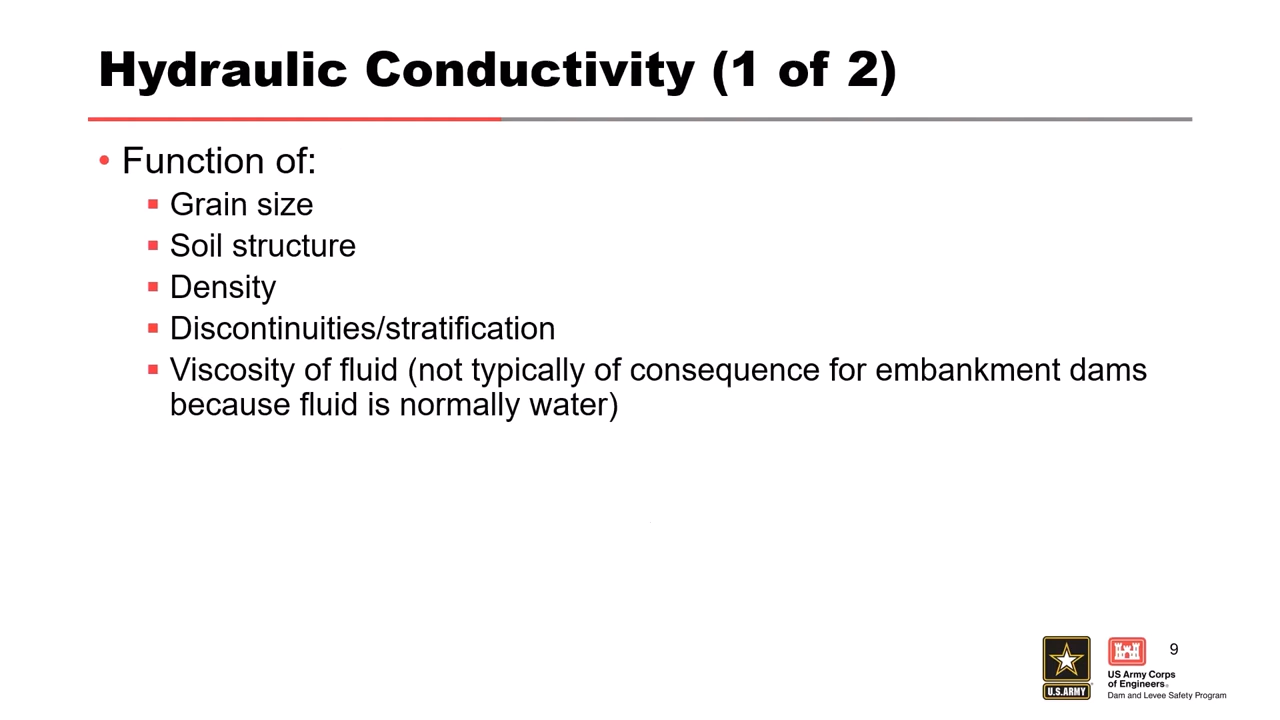 Hydraulic Conductivity (1 of 2)
• Function of:
▪ Grain size
▪ Soil structure
▪ Density
▪ Discontinuities/stratification
▪ Viscosity of fluid (not typically of consequence for embankment dams
because fluid is normally water)
9
U.S.ARMY
US Army Corps
of Engineers®
Dam and Levee Safety Program